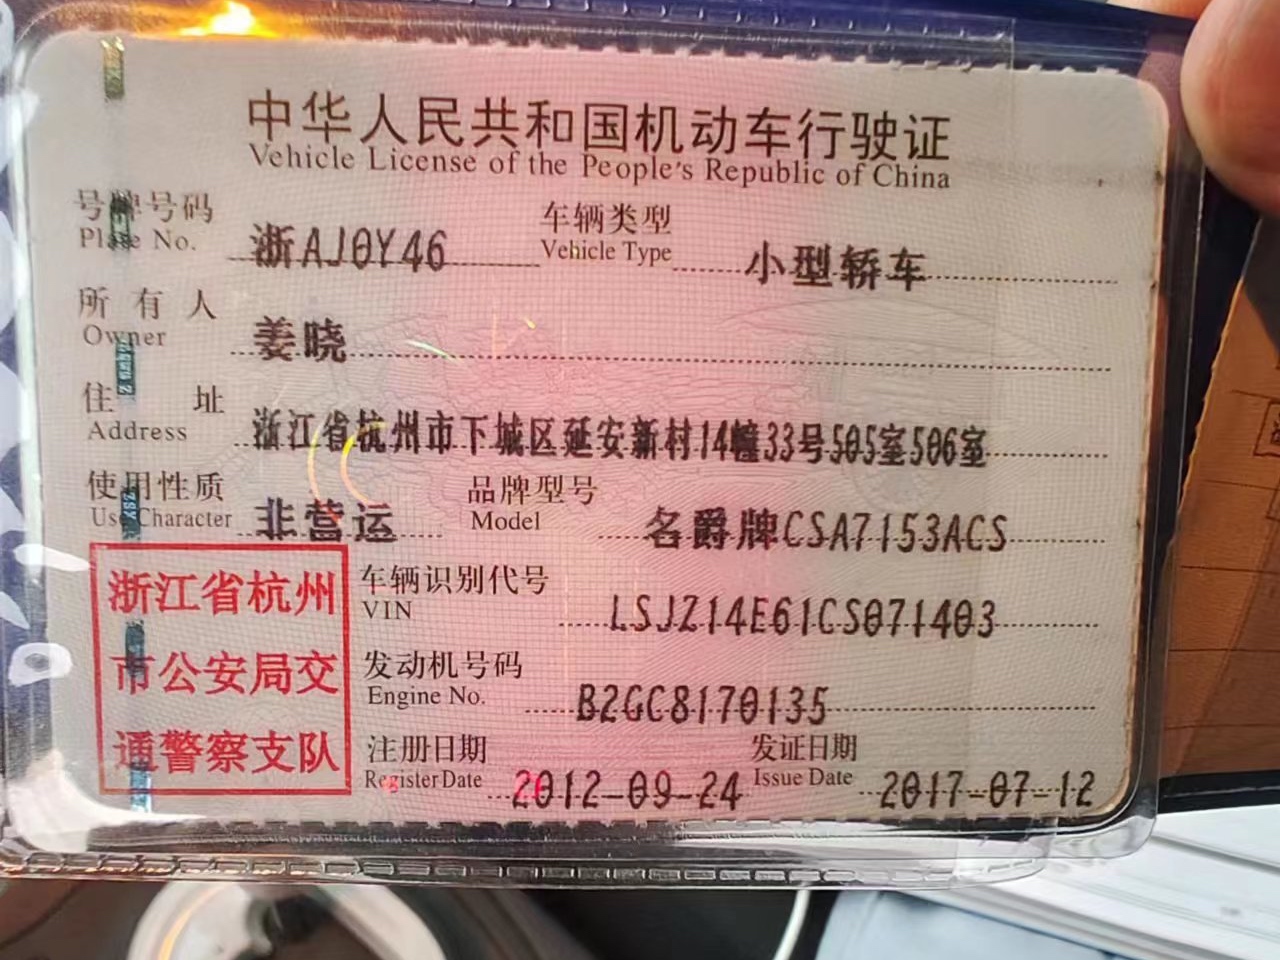 中华人民共和国机动车行驶证
Vehicle License of the People's Republic of China
号牌号码 浙AJ0Y46 车辆类型 小型轿车
Plate No. Vehicle Type
所有人 姜晓
Owner
住址 浙江省杭州市下城区延安新村14幢33号505室506室
Address
使用性质 非营运 品牌型号 名爵牌CSA7153ACS
Use Character Model
浙江省杭州
市公安局交
通警察支队
车辆识别代号 LSJZ14E61CS071403
VIN
发动机号码 B2GC8170135
Engine No.
注册日期 2012-09-24 发证日期 2017-07-12
Register Date Issue Date